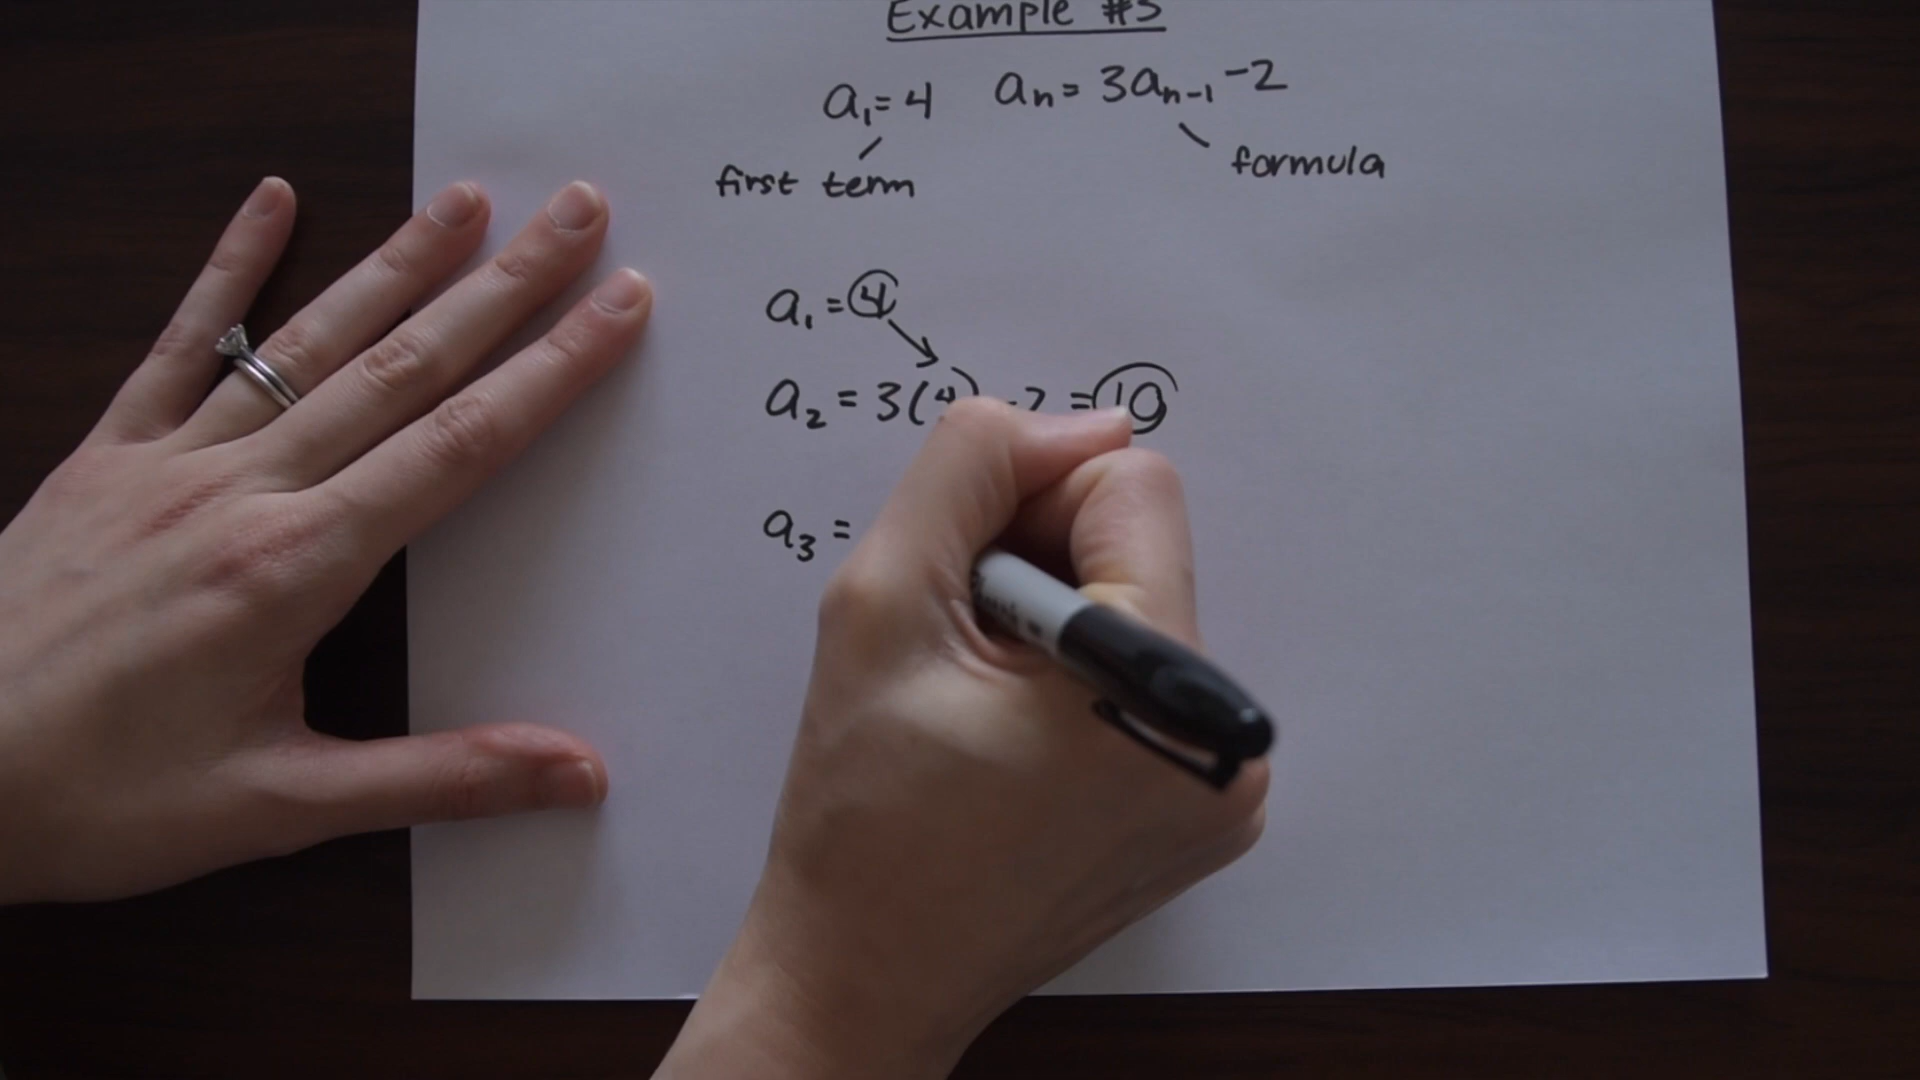 Example #3
a₁=4 aₙ= 3aₙ₋₁ -2
first term
formula
a₁ = 4
a₂ = 3(4) -2 = 10
a₃ =